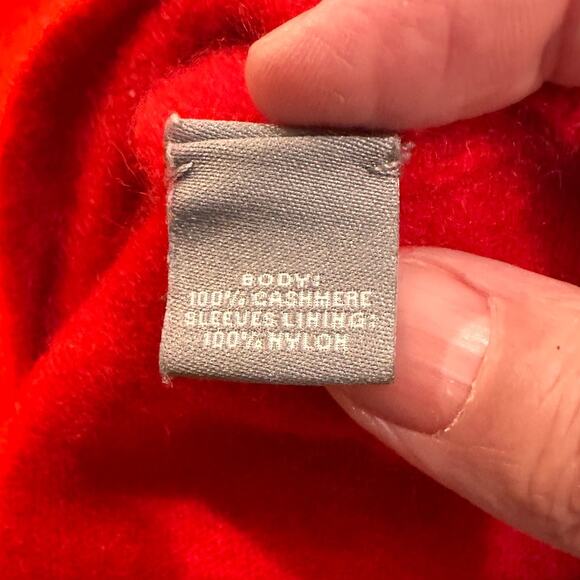 BODY:
100% CASHMERE
SLEEVES LINING:
100% NYLON